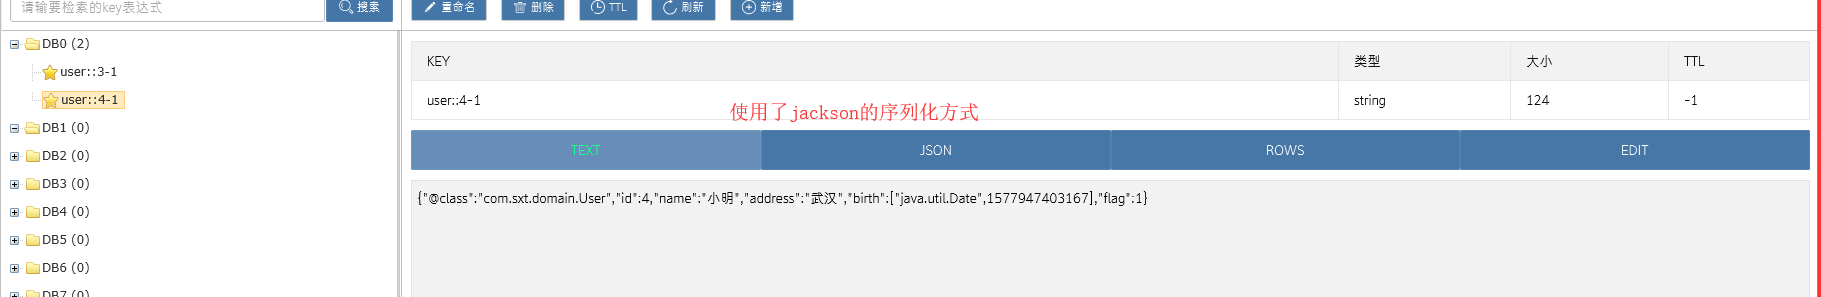 请输要检索的key表达式
搜索
重命名
删除
TTL
刷新
新增
DB0 (2)
user::3-1
user::4-1
DB1 (0)
DB2 (0)
DB3 (0)
DB4 (0)
DB5 (0)
DB6 (0)
DB7 (0)
KEY 类型 大小 TTL
user::4-1 string 124 -1
使用了jackson的序列化方式
TEXT JSON ROWS EDIT
{"@class":"com.sxt.domain.User","id":4,"name":"小明","address":"武汉","birth":["java.util.Date",1577947403167],"flag":1}